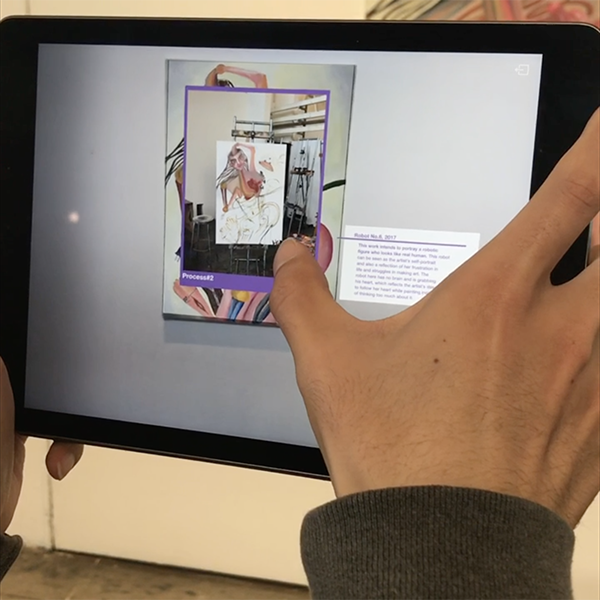 Process#2
Robot No.6, 2017
This work intends to portray a robotic
figure who looks like real human. This robot
can be seen as the artist's self-portrait
and also a reflection of her frustration in
life and struggles in making art. The
robot here has no brain and is grabbing
his heart, which reflects the artist's
to follow her heart while painting
of thinking too much about it